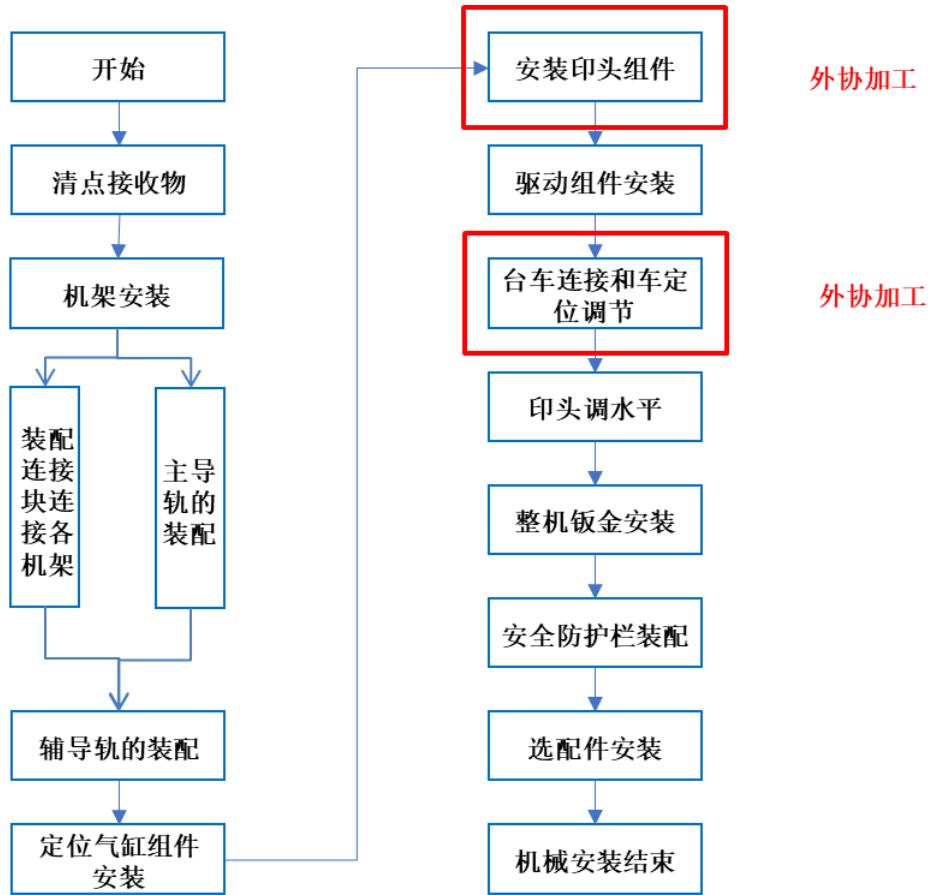 开始
清点接收物
机架安装
装配
连接
块连
接各
机架
主导
轨的
装配
辅导轨的装配
定位气缸组件
安装
安装印头组件
外协加工
驱动组件安装
台车连接和车定
位调节
外协加工
印头调水平
整机钣金安装
安全防护栏装配
选配件安装
机械安装结束